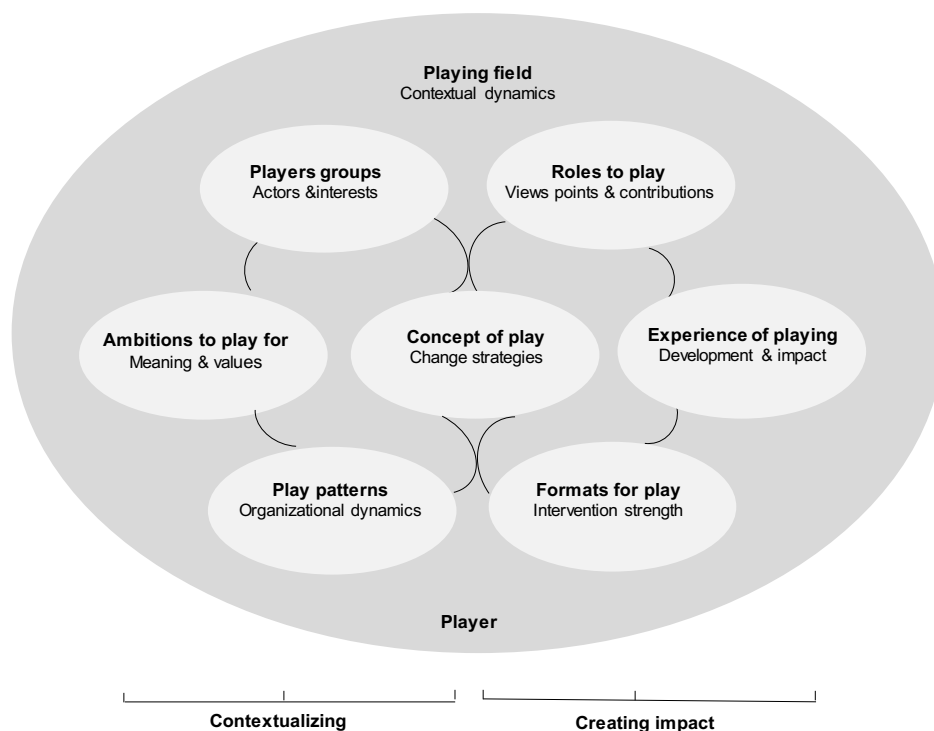 Playing field
Contextual dynamics
Players groups
Actors &interests
Roles to play
Views points & contributions
Ambitions to play for
Meaning & values
Concept of play
Change strategies
Experience of playing
Development & impact
Play patterns
Organizational dynamics
Formats for play
Intervention strength
Player
Contextualizing
Creating impact